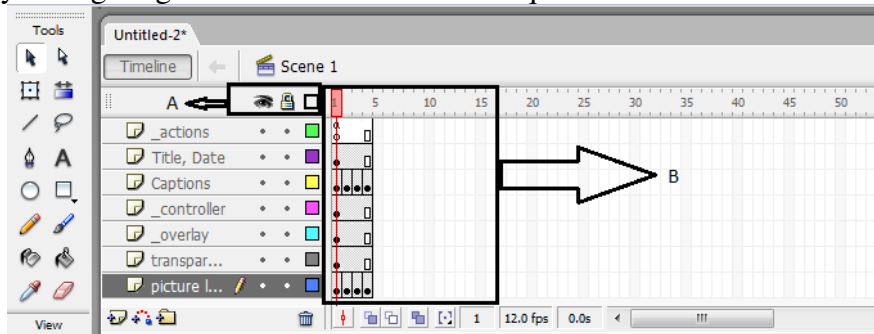 Tools
Untitled-2*
Timeline
Scene 1
A
1 5 10 15 20 25 30 35 40 45 50
_actions
Title, Date
Captions
B
_controller
_overlay
transpar...
picture l...
View
1 12.0 fps 0.0s